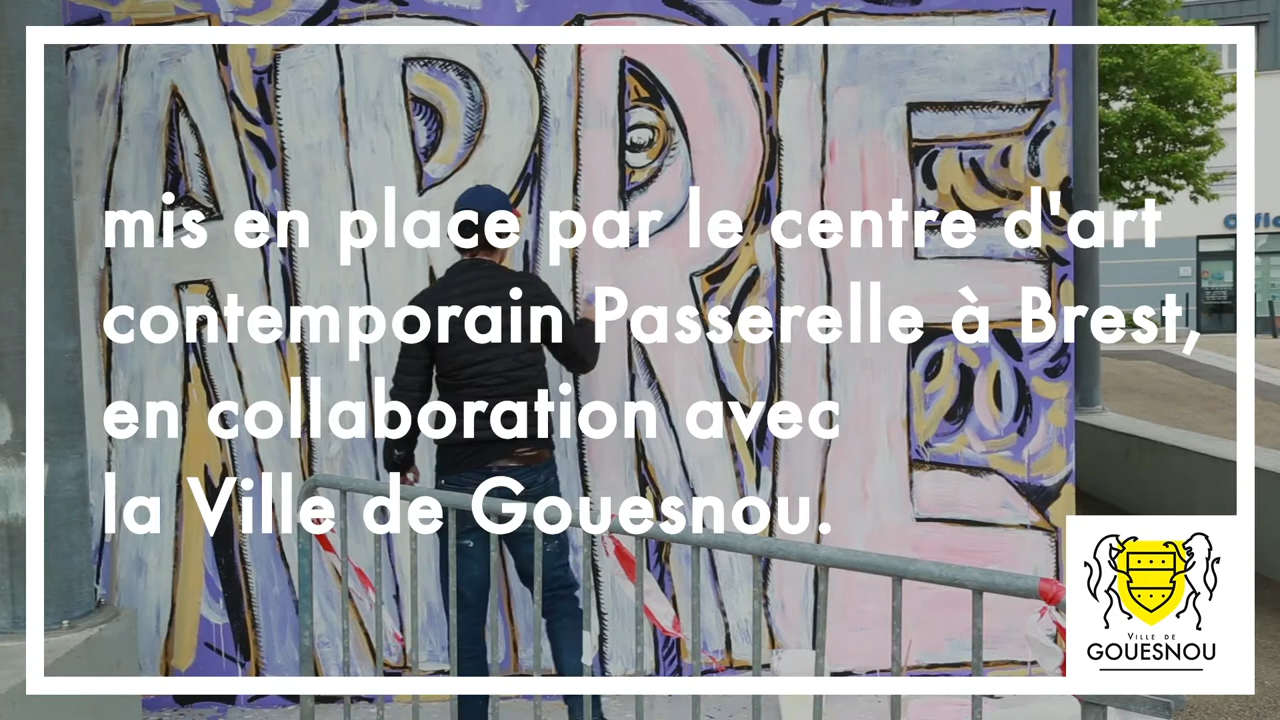 APRE
mis en place par le centre d'art
contemporain Passerelle à Brest,
en collaboration avec
la Ville de Gouesnou.
VILLE DE
GOUESNOU